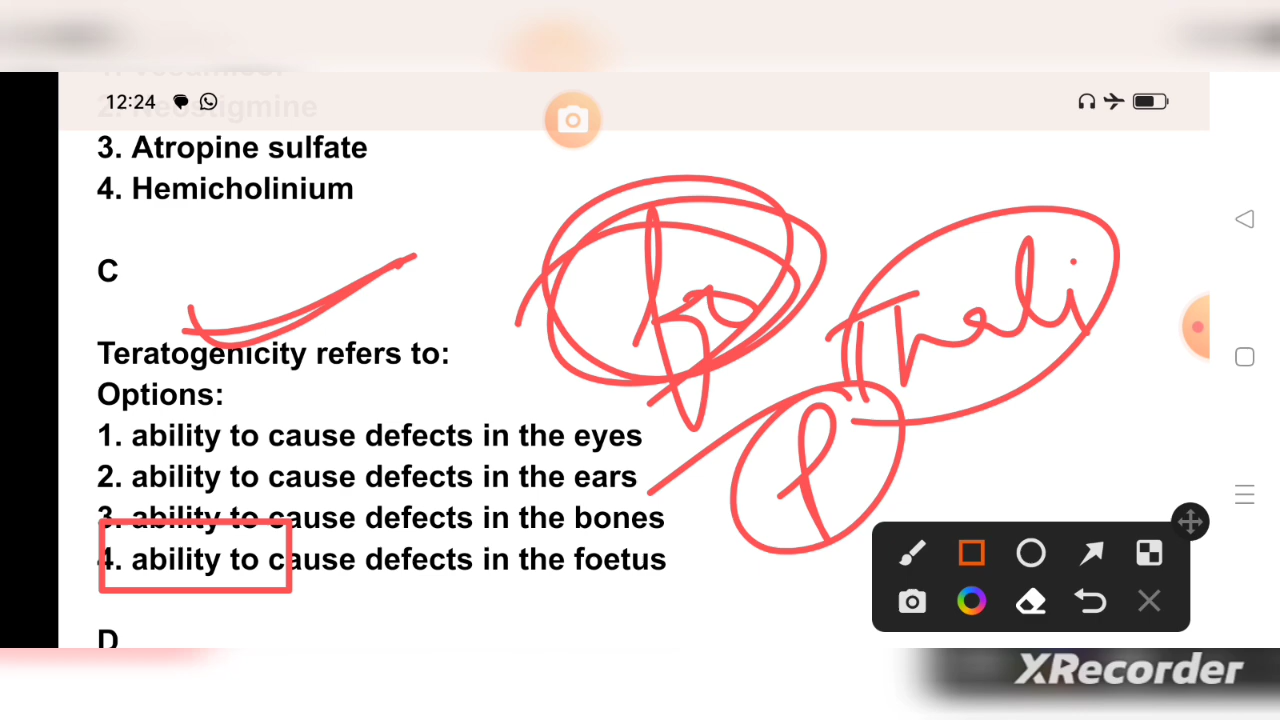 12:24
2. Neostigmine
3. Atropine sulfate
4. Hemicholinium
C
Teratogenicity refers to:
Options:
1. ability to cause defects in the eyes
2. ability to cause defects in the ears
3. ability to cause defects in the bones
4. ability to cause defects in the foetus
D
Thali
XRecorder